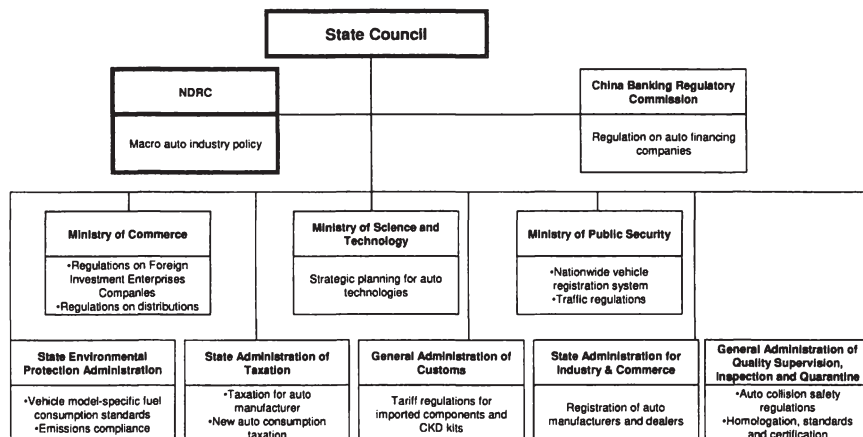 State Council
NDRC
Macro auto industry policy
China Banking Regulatory
Commission
Regulation on auto financing
companies
Ministry of Commerce
•Regulations on Foreign
Investment Enterprises
Companies
•Regulations on distributions
Ministry of Science and
Technology
Strategic planning for auto
technologies
Ministry of Public Security
•Nationwide vehicle
registration system
•Traffic regulations
State Environmental
Protection Administration
•Vehicle model-specific fuel
consumption standards
•Emissions compliance
State Administration of
Taxation
•Taxation for auto
manufacturer
•New auto consumption
taxation
General Administration of
Customs
Tariff regulations for
imported components and
CKD kits
State Administration for
Industry & Commerce
Registration of auto
manufacturers and dealers
General Administration of
Quality Supervision,
Inspection and Quarantine
•Auto collision safety
regulations
•Homologation, standards
and certification